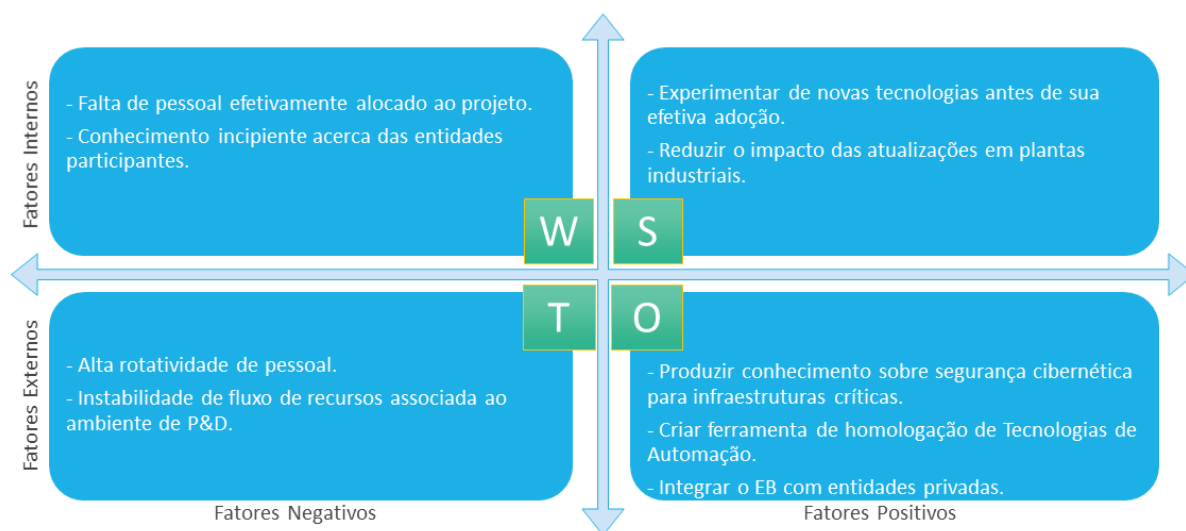 Fatores Internos
- Falta de pessoal efetivamente alocado ao projeto.
- Conhecimento incipiente acerca das entidades
participantes.
- Experimentar de novas tecnologias antes de sua
efetiva adoção.
- Reduzir o impacto das atualizações em plantas
industriais.
W
S
T
O
Fatores Externos
- Alta rotatividade de pessoal.
- Instabilidade de fluxo de recursos associada ao
ambiente de P&D.
- Produzir conhecimento sobre segurança cibernética
para infraestruturas críticas.
- Criar ferramenta de homologação de Tecnologias de
Automação.
- Integrar o EB com entidades privadas.
Fatores Negativos
Fatores Positivos